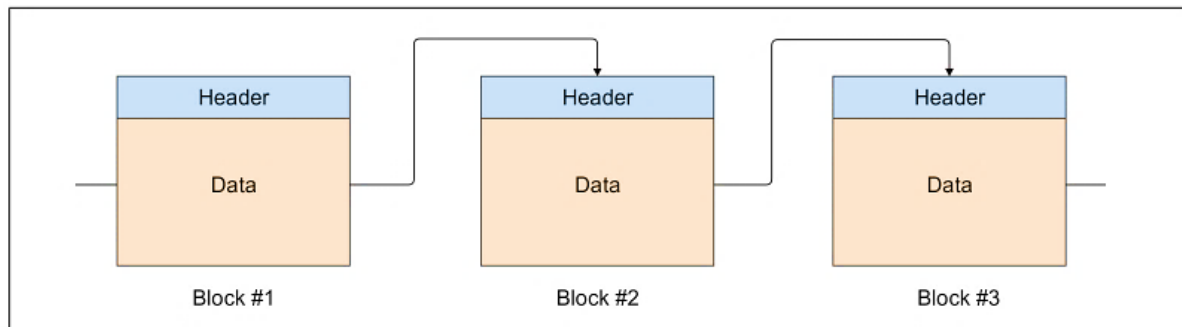 Header
Header
Header
Data
Data
Data
Block #1
Block #2
Block #3